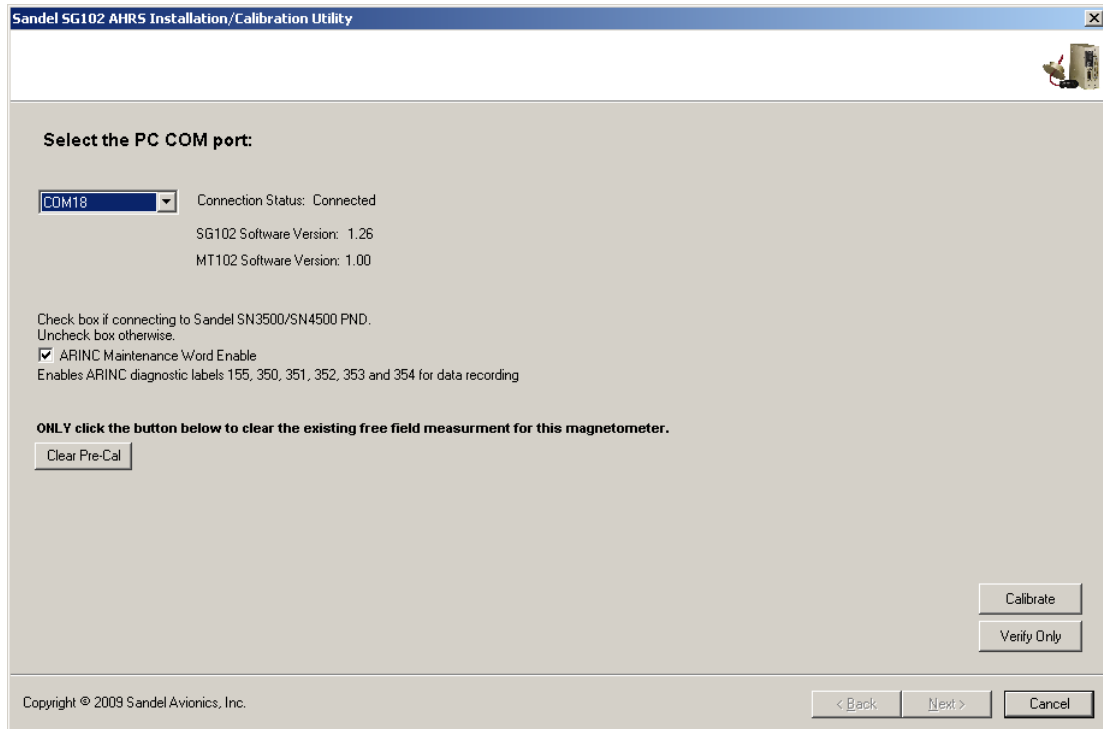 Sandel SG102 AHRS Installation/Calibration Utility
Select the PC COM port:
COM18
Connection Status: Connected
SG102 Software Version: 1.26
MT102 Software Version: 1.00
Check box if connecting to Sandel SN3500/SN4500 PND.
Uncheck box otherwise.
ARINC Maintenance Word Enable
Enables ARINC diagnostic labels 155, 350, 351, 352, 353 and 354 for data recording
ONLY click the button below to clear the existing free field measurment for this magnetometer.
Clear Pre-Cal
Calibrate
Verify Only
Copyright © 2009 Sandel Avionics, Inc.
< Back
Next >
Cancel